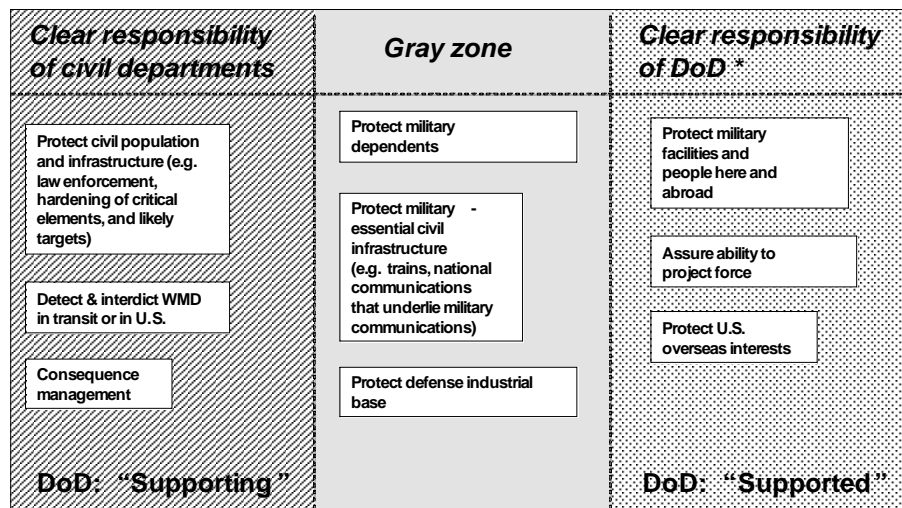 Clear responsibility
of civil departments
Protect civil population
and infrastructure (e.g.
law enforcement,
hardening of critical
elements, and likely
targets)
Detect & interdict WMD
in transit or in U.S.
Consequence
management
DoD: “Supporting”
Gray zone
Protect military
dependents
Protect military -
essential civil
infrastructure
(e.g. trains, national
communications
that underlie military
communications)
Protect defense industrial
base
Clear responsibility
of DoD *
Protect military
facilities and
people here and
abroad
Assure ability to
project force
Protect U.S.
overseas interests
DoD: “Supported”